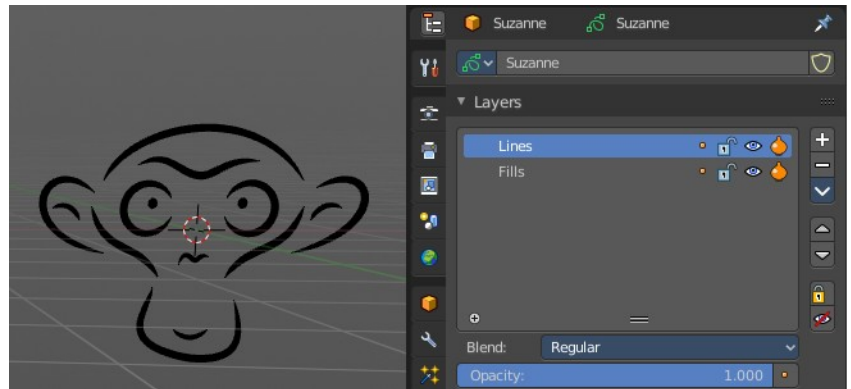 Suzanne Suzanne
Suzanne
Layers
Lines
Fills
Blend: Regular
Opacity: 1.000